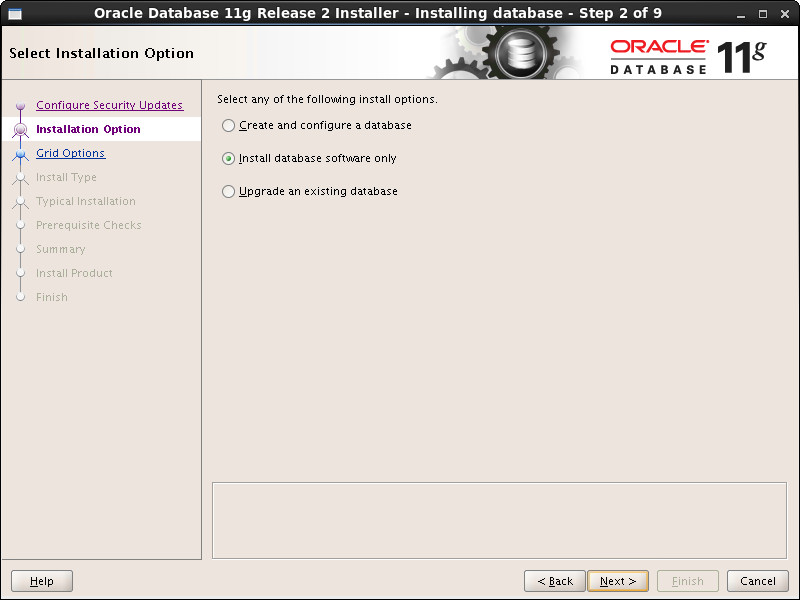 Oracle Database 11g Release 2 Installer - Installing database - Step 2 of 9
Select Installation Option
ORACLE
DATABASE 11g
Configure Security Updates
Installation Option
Grid Options
Install Type
Typical Installation
Prerequisite Checks
Summary
Install Product
Finish
Select any of the following install options.
Create and configure a database
Install database software only
Upgrade an existing database
Help
< Back
Next >
Finish
Cancel